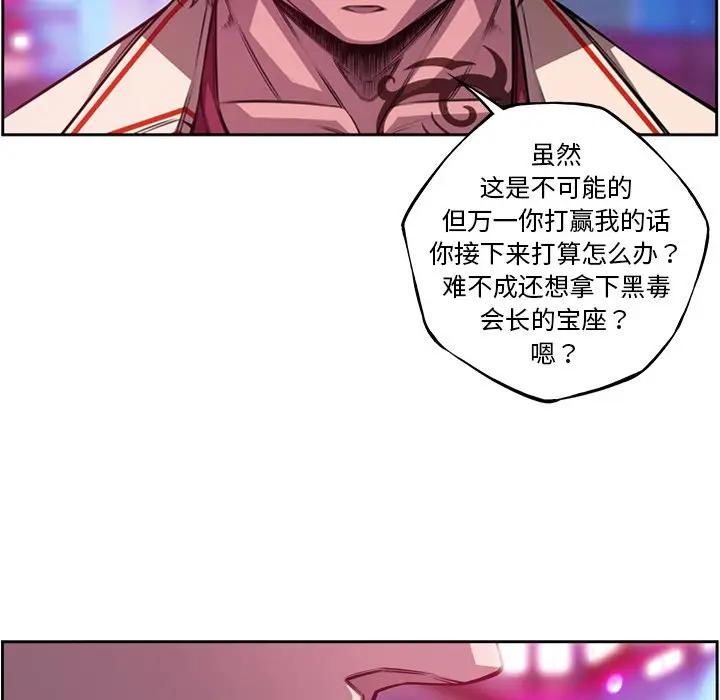 虽然
这是不可能的
但万一你打赢我的话
你接下来打算怎么办？
难不成还想拿下黑毒
会长的宝座？
嗯？